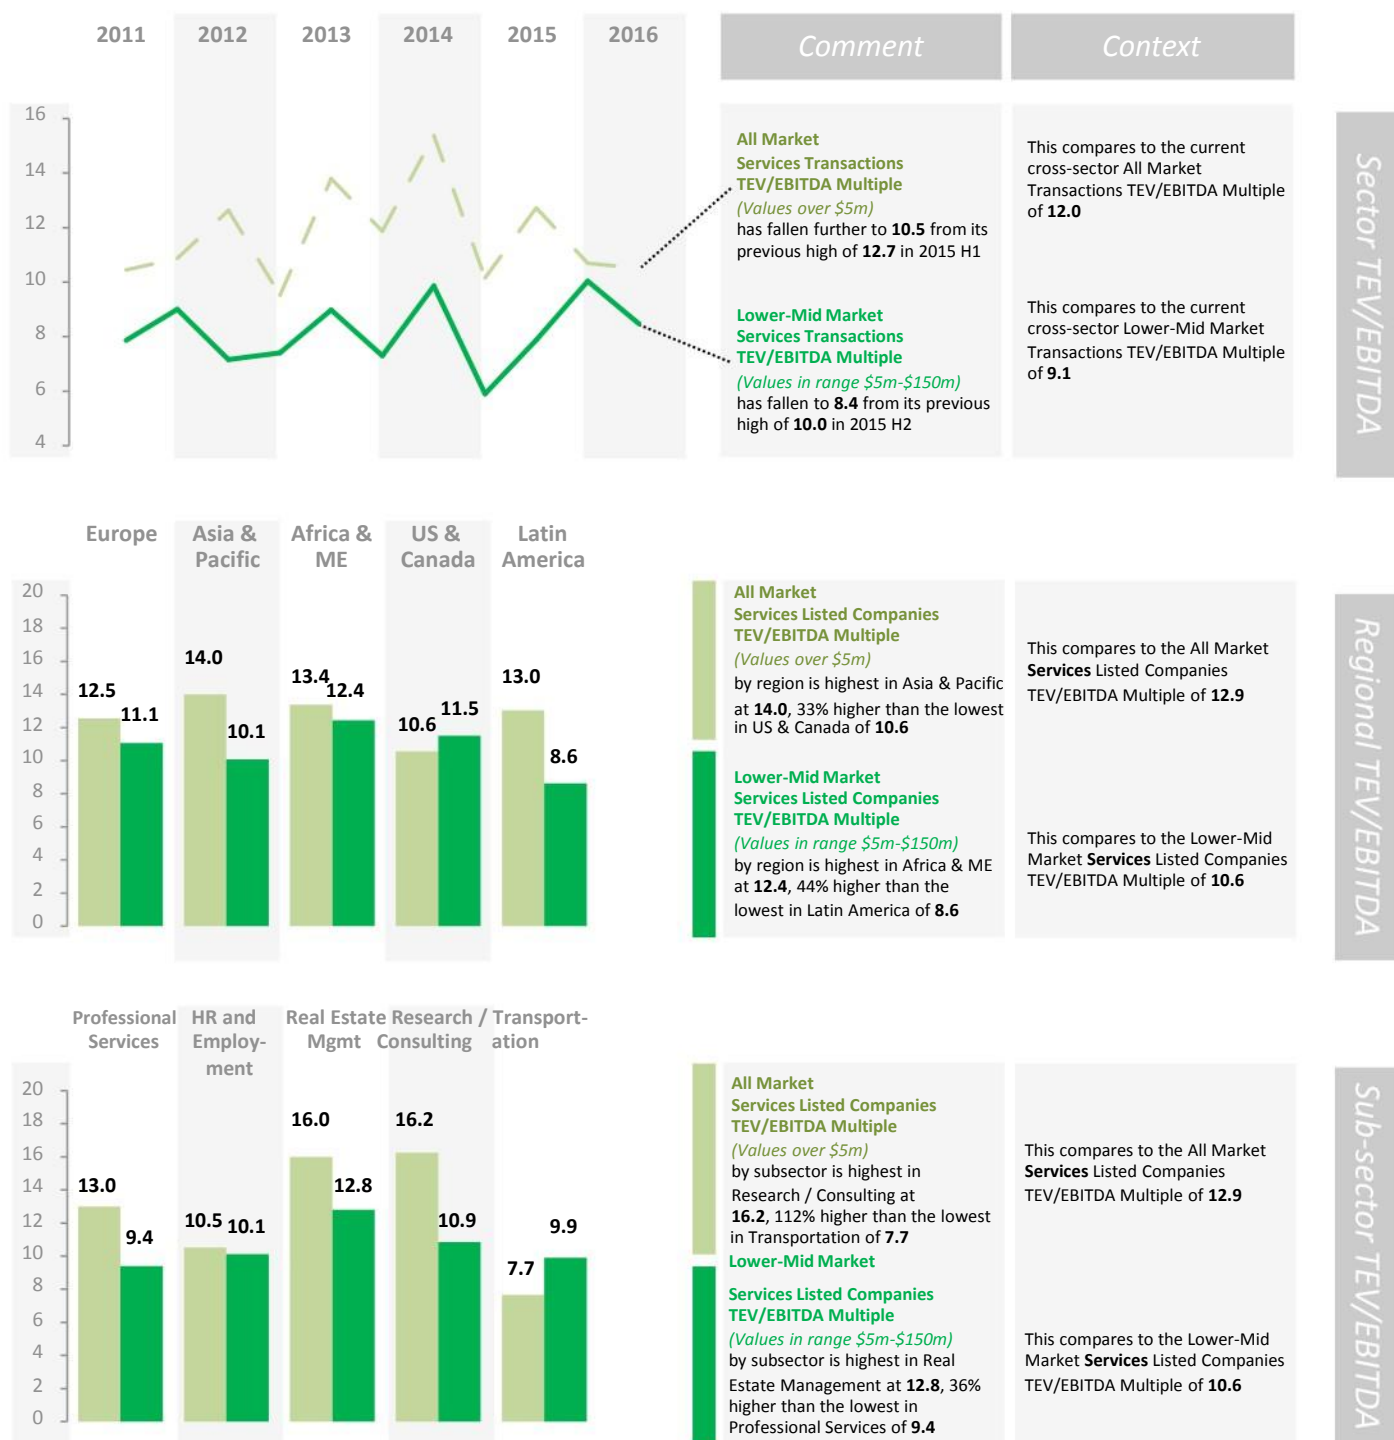 2011 2012 2013 2014 2015 2016
Comment
Context
16
14
12
10
8
6
4
All Market
Services Transactions
TEV/EBITDA Multiple
(Values over $5m)
has fallen further to 10.5 from its
previous high of 12.7 in 2015 H1
This compares to the current
cross-sector All Market
Transactions TEV/EBITDA Multiple
of 12.0
Lower-Mid Market
Services Transactions
TEV/EBITDA Multiple
(Values in range $5m-$150m)
has fallen to 8.4 from its previous
high of 10.0 in 2015 H2
This compares to the current
cross-sector Lower-Mid Market
Transactions TEV/EBITDA Multiple
of 9.1
Sector TEV/EBITDA
Europe
Asia &
Pacific
Africa &
ME
US &
Canada
Latin
America
20
18
16
14
12
10
8
6
4
2
0
12.5
11.1
14.0
10.1
13.4
12.4
10.6
11.5
13.0
8.6
All Market
Services Listed Companies
TEV/EBITDA Multiple
(Values over $5m)
by region is highest in Asia & Pacific
at 14.0, 33% higher than the lowest
in US & Canada of 10.6
This compares to the All Market
Services Listed Companies
TEV/EBITDA Multiple of 12.9
Lower-Mid Market
Services Listed Companies
TEV/EBITDA Multiple
(Values in range $5m-$150m)
by region is highest in Africa & ME
at 12.4, 44% higher than the
lowest in Latin America of 8.6
This compares to the Lower-Mid
Market Services Listed Companies
TEV/EBITDA Multiple of 10.6
Regional TEV/EBITDA
Professional
Services
HR and
Employ-
ment
Real Estate
Mgmt
Research /
Consulting
Transport-
ation
20
18
16
14
12
10
8
6
4
2
0
13.0
9.4
10.5
10.1
16.0
12.8
16.2
10.9
7.7
9.9
All Market
Services Listed Companies
TEV/EBITDA Multiple
(Values over $5m)
by subsector is highest in
Research / Consulting at
16.2, 112% higher than the lowest
in Transportation of 7.7
This compares to the All Market
Services Listed Companies
TEV/EBITDA Multiple of 12.9
Lower-Mid Market
Services Listed Companies
TEV/EBITDA Multiple
(Values in range $5m-$150m)
by subsector is highest in Real
Estate Management at 12.8, 36%
higher than the lowest in
Professional Services of 9.4
This compares to the Lower-Mid
Market Services Listed Companies
TEV/EBITDA Multiple of 10.6
Sub-sector TEV/EBITDA